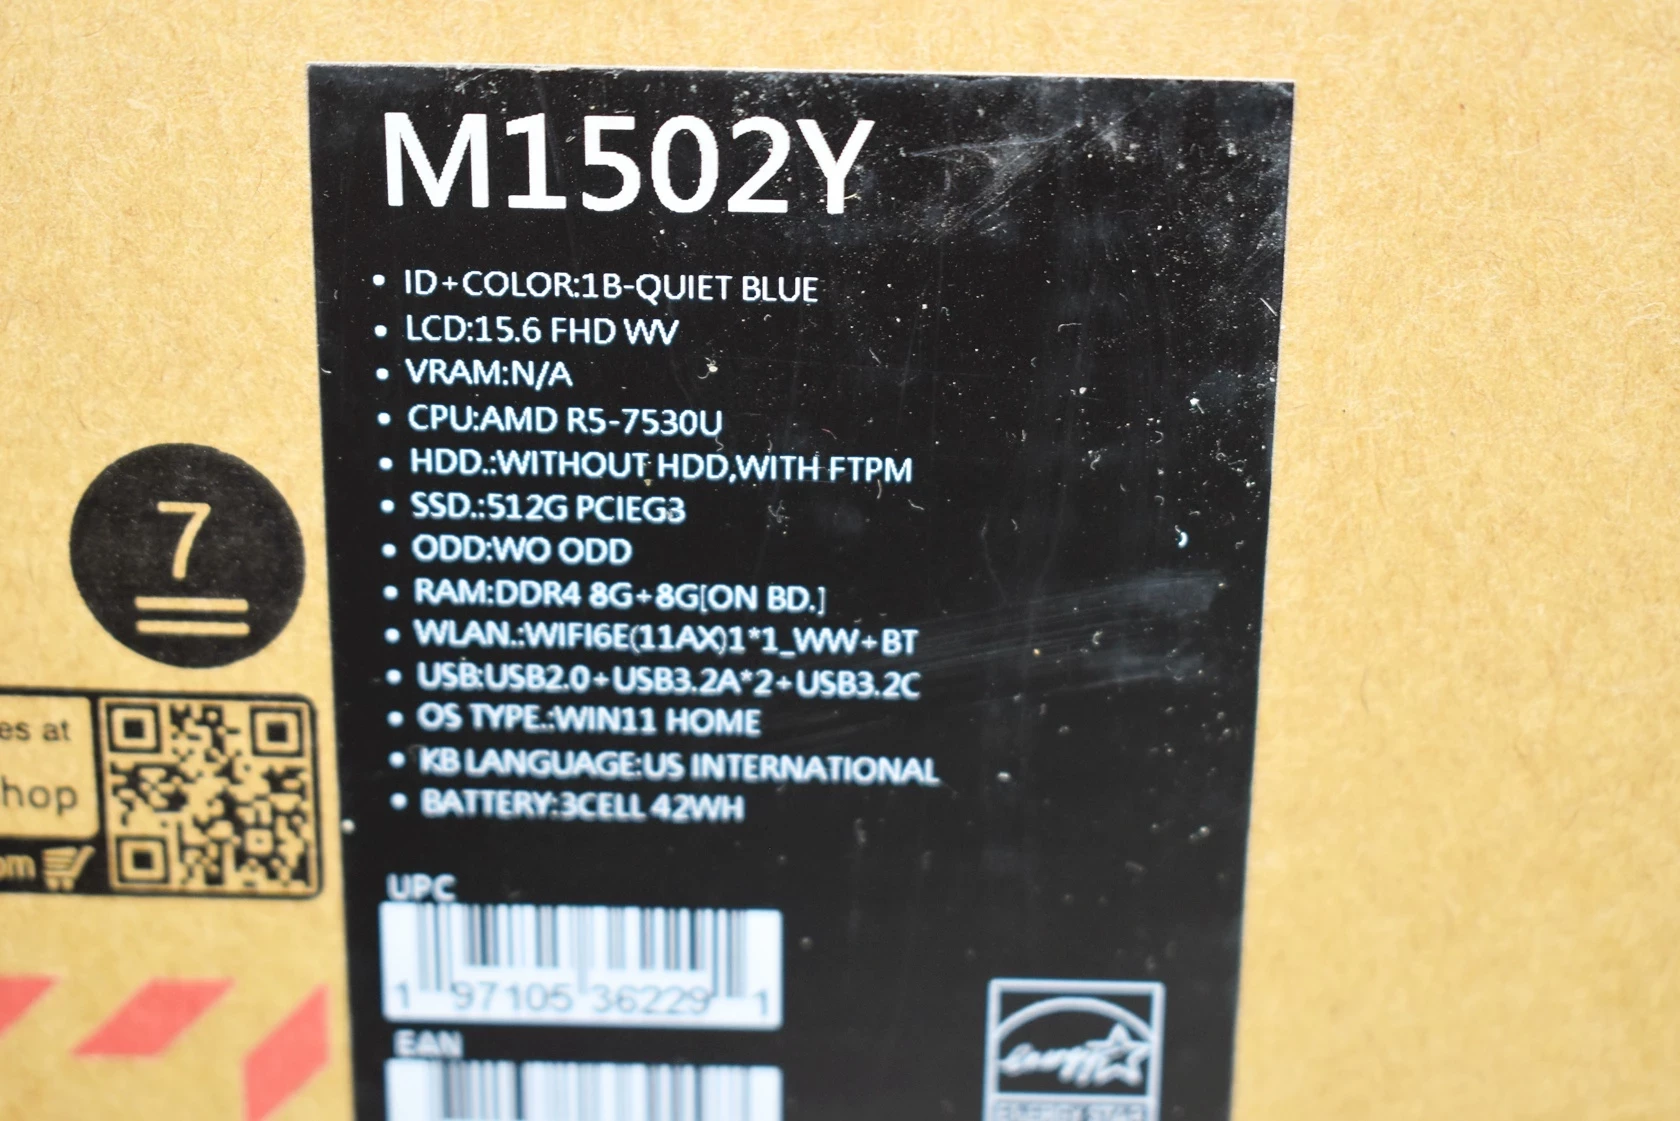 M1502Y
• ID+COLOR:1B-QUIET BLUE
• LCD:15.6 FHD WV
• VRAM:N/A
• CPU:AMD R5-7530U
• HDD.:WITHOUT HDD,WITH FTPM
• SSD.:512G PCIEG3
• ODD:WO ODD
• RAM:DDR4 8G+8G[ON BD.]
• WLAN.:WIFI6E(11AX)1*1_WW+BT
• USB:USB2.0+USB3.2A*2+USB3.2C
• OS TYPE.:WIN11 HOME
• KB LANGUAGE:US INTERNATIONAL
• BATTERY:3CELL 42WH
7
es at
hop
om
UPC
1 97105 36229 1
EAN
energy
ENERGY STAR